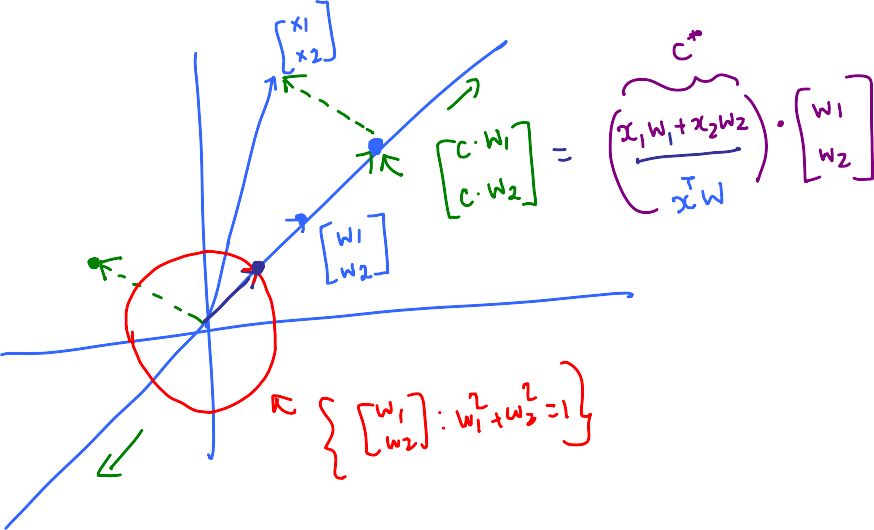 [x1
x2]
[c·w1
c·w2] = (x1w1+x2w2) · [w1
w2]
c*
xᵀw
[w1
w2]
{[w1
w2] : w1²+w2²=1}